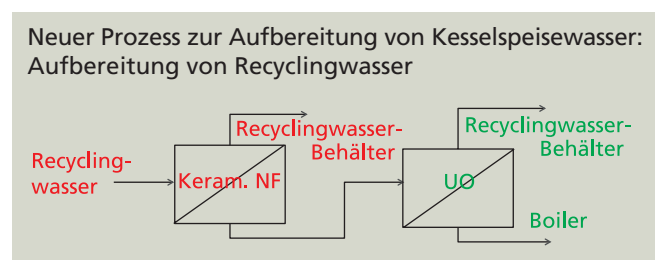 Neuer Prozess zur Aufbereitung von Kesselspeisewasser:
Aufbereitung von Recyclingwasser
Recycling-
wasser
Keram. NF
Recyclingwasser-
Behälter
UO
Recyclingwasser-
Behälter
Boiler